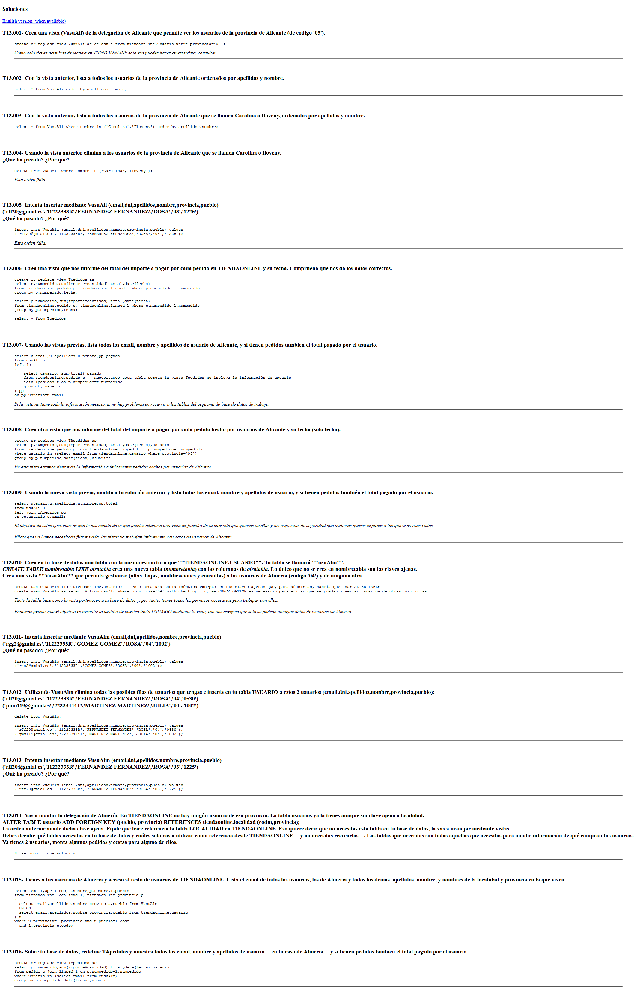 Soluciones
English version (when available)
T13.001- Crea una vista (VusuAli) de la delegación de Alicante que permite ver los usuarios de la provincia de Alicante (de código '03').
create or replace view VusuAli as select * from tiendaonline.usuario where provincia='03';
Como solo tienes permisos de lectura en TIENDAONLINE solo eso puedes hacer en esta vista, consultar.
T13.002- Con la vista anterior, lista a todos los usuarios de la provincia de Alicante ordenados por apellidos y nombre.
select * from VusuAli order by apellidos,nombre;
T13.003- Con la vista anterior, lista a todos los usuarios de la provincia de Alicante que se llamen Carolina o Iloveny, ordenados por apellidos y nombre.
select * from VusuAli where nombre in ('Carolina','Iloveny') order by apellidos,nombre;
T13.004- Usando la vista anterior elimina a los usuarios de la provincia de Alicante que se llamen Carolina o Iloveny.
¿Qué ha pasado? ¿Por qué?
delete from VusuAli where nombre in ('Carolina','Iloveny');
Esta orden falla.
T13.005- Intenta insertar mediante VusuAli (email,dni,apellidos,nombre,provincia,pueblo)
('rff20@gmial.es','11222333R','FERNANDEZ FERNANDEZ','ROSA','03','1225')
¿Qué ha pasado? ¿Por qué?
insert into VusuAli (email,dni,apellidos,nombre,provincia,pueblo) values
('rff20@gmial.es','11222333R','FERNANDEZ FERNANDEZ','ROSA','03','1225');
Esta orden falla.
T13.006- Crea una vista que nos informe del total del importe a pagar por cada pedido en TIENDAONLINE y su fecha. Comprueba que nos da los datos correctos.
create or replace view Tpedidos as
select p.numpedido,sum(importe*cantidad) total,date(fecha)
from tiendaonline.pedido p, tiendaonline.linped l where p.numpedido=l.numpedido
group by p.numpedido,fecha;
select p.numpedido,sum(importe*cantidad) total,date(fecha)
from tiendaonline.pedido p, tiendaonline.linped l where p.numpedido=l.numpedido
group by p.numpedido,fecha;
select * from Tpedidos;
T13.007- Usando las vistas previas, lista todos los email, nombre y apellidos de usuario de Alicante, y si tienen pedidos también el total pagado por el usuario.
select u.email,u.apellidos,u.nombre,pp.pagado
from usuAli u
left join
(
select usuario, sum(total) pagado
from tiendaonline.pedido p -- necesitamos esta tabla porque la vista Tpedidos no incluye la información de usuario
join Tpedidos t on p.numpedido=t.numpedido
group by usuario
) pp
on pp.usuario=u.email
Si la vista no tiene toda la información necesaria, no hay problema en recurrir a las tablas del esquema de base de datos de trabajo.
T13.008- Crea otra vista que nos informe del total del importe a pagar por cada pedido hecho por usuarios de Alicante y su fecha (solo fecha).
create or replace view TApedidos as
select p.numpedido,sum(importe*cantidad) total,date(fecha),usuario
from tiendaonline.pedido p join tiendaonline.linped l on p.numpedido=l.numpedido
where usuario in (select email from tiendaonline.usuario where provincia='03')
group by p.numpedido,date(fecha),usuario;
En esta vista estamos limitando la información a únicamente pedidos hechos por usuarios de Alicante.
T13.009- Usando la nueva vista previa, modifica tu solución anterior y lista todos los email, nombre y apellidos de usuario, y si tienen pedidos también el total pagado por el usuario.
select u.email,u.apellidos,u.nombre,pp.total
from usuAli u
left join TApedidos pp
on pp.usuario=u.email;
El objetivo de estos ejercicios es que te des cuenta de lo que puedes añadir a una vista en función de la consulta que quieras diseñar y los requisitos de seguridad que pudieras querer imponer a los que usen esas vistas.
Fíjate que no hemos necesitado filtrar nada, las vistas ya trabajan únicamente con datos de usuarios de Alicante.
T13.010- Crea en tu base de datos una tabla con la misma estructura que ""TIENDAONLINE.USUARIO"". Tu tabla se llamará ""usuAlm"".
CREATE TABLE nombretabla LIKE otratabla crea una nueva tabla (nombretabla) con las columnas de otratabla. Lo único que no se crea en nombretabla son las claves ajenas.
Crea una vista ""VusuAlm"" que permita gestionar (altas, bajas, modificaciones y consultas) a los usuarios de Almería (código '04') y de ninguna otra.
create table usuAlm like tiendaonline.usuario; -- esto crea una tabla idéntica excepto en las claves ajenas que, para añadirlas, habría que usar ALTER TABLE
create view VusuAlm as select * from usuAlm where provincia='04' with check option; -- CHECK OPTION es necesario para evitar que se puedan insertar usuarios de otras provincias
Tanto la tabla base como la vista pertenecen a tu base de datos y, por tanto, tienes todos los permisos necesarios para trabajar con ellas.
Podemos pensar que el objetivo es permitir la gestión de nuestra tabla USUARIO mediante la vista, eso nos asegura que solo se podrán manejar datos de usuarios de Almería.
T13.011- Intenta insertar mediante VusuAlm (email,dni,apellidos,nombre,provincia,pueblo)
('rgg2@gmial.es','11222333R','GOMEZ GOMEZ','ROSA','04','1002')
¿Qué ha pasado? ¿Por qué?
insert into VusuAlm (email,dni,apellidos,nombre,provincia,pueblo) values
('rgg2@gmial.es','11222333R','GOMEZ GOMEZ','ROSA','04','1002');
T13.012- Utilizando VusuAlm elimina todas las posibles filas de usuarios que tengas e inserta en tu tabla USUARIO a estos 2 usuarios (email,dni,apellidos,nombre,provincia,pueblo):
('rff20@gmial.es','11222333R','FERNANDEZ FERNANDEZ','ROSA','04','0530')
('jmm119@gmial.es','22333444T','MARTINEZ MARTINEZ','JULIA','04','1002')
delete from VusuAlm;
insert into VusuAlm (email,dni,apellidos,nombre,provincia,pueblo) values
('rff20@gmial.es','11222333R','FERNANDEZ FERNANDEZ','ROSA','04','0530'),
('jmm119@gmial.es','22333444T','MARTINEZ MARTINEZ','JULIA','04','1002');
T13.013- Intenta insertar mediante VusuAlm (email,dni,apellidos,nombre,provincia,pueblo)
('rff20@gmial.es','11222333R','FERNANDEZ FERNANDEZ','ROSA','03','1225')
¿Qué ha pasado? ¿Por qué?
insert into VusuAlm (email,dni,apellidos,nombre,provincia,pueblo) values
('rff20@gmial.es','11222333R','FERNANDEZ FERNANDEZ','ROSA','03','1225');
T13.014- Vas a montar la delegación de Almería. En TIENDAONLINE no hay ningún usuario de esa provincia. La tabla usuarios ya la tienes aunque sin clave ajena a localidad.
ALTER TABLE usuario ADD FOREIGN KEY (pueblo, provincia) REFERENCES tiendaonline.localidad (codm,provincia);
La orden anterior añade dicha clave ajena. Fíjate que hace referencia la tabla LOCALIDAD en TIENDAONLINE. Eso quiere decir que no necesitas esta tabla en tu base de datos, la vas a manejar mediante vistas.
Debes decidir qué tablas necesitas en tu base de datos y cuáles solo vas a utilizar como referencia desde TIENDAONLINE —y no necesitas recrearlas—. Las tablas que necesitas son todas aquellas que necesitas para añadir información de qué compran tus usuarios.
Ya tienes 2 usuarios, monta algunos pedidos y cestas para alguno de ellos.
No se proporciona solución.
T13.015- Tienes a tus usuarios de Almería y acceso al resto de usuarios de TIENDAONLINE. Lista el email de todos los usuarios, los de Almería y todos los demás, apellidos, nombre, y nombres de la localidad y provincia en la que viven.
select email,apellidos,u.nombre,p.nombre,l.pueblo
from tiendaonline.localidad l, tiendaonline.provincia p,
(
select email,apellidos,nombre,provincia,pueblo from VusuAlm
UNION
select email,apellidos,nombre,provincia,pueblo from tiendaonline.usuario
) u
where u.provincia=l.provincia and u.pueblo=l.codm
and l.provincia=p.codp;
T13.016- Sobre tu base de datos, redefine TApedidos y muestra todos los email, nombre y apellidos de usuario —en tu caso de Almería— y si tienen pedidos también el total pagado por el usuario.
create or replace view TApedidos as
select p.numpedido,sum(importe*cantidad) total,date(fecha),usuario
from pedido p join linped l on p.numpedido=l.numpedido
where usuario in (select email from VusuAlm)
group by p.numpedido,date(fecha),usuario;